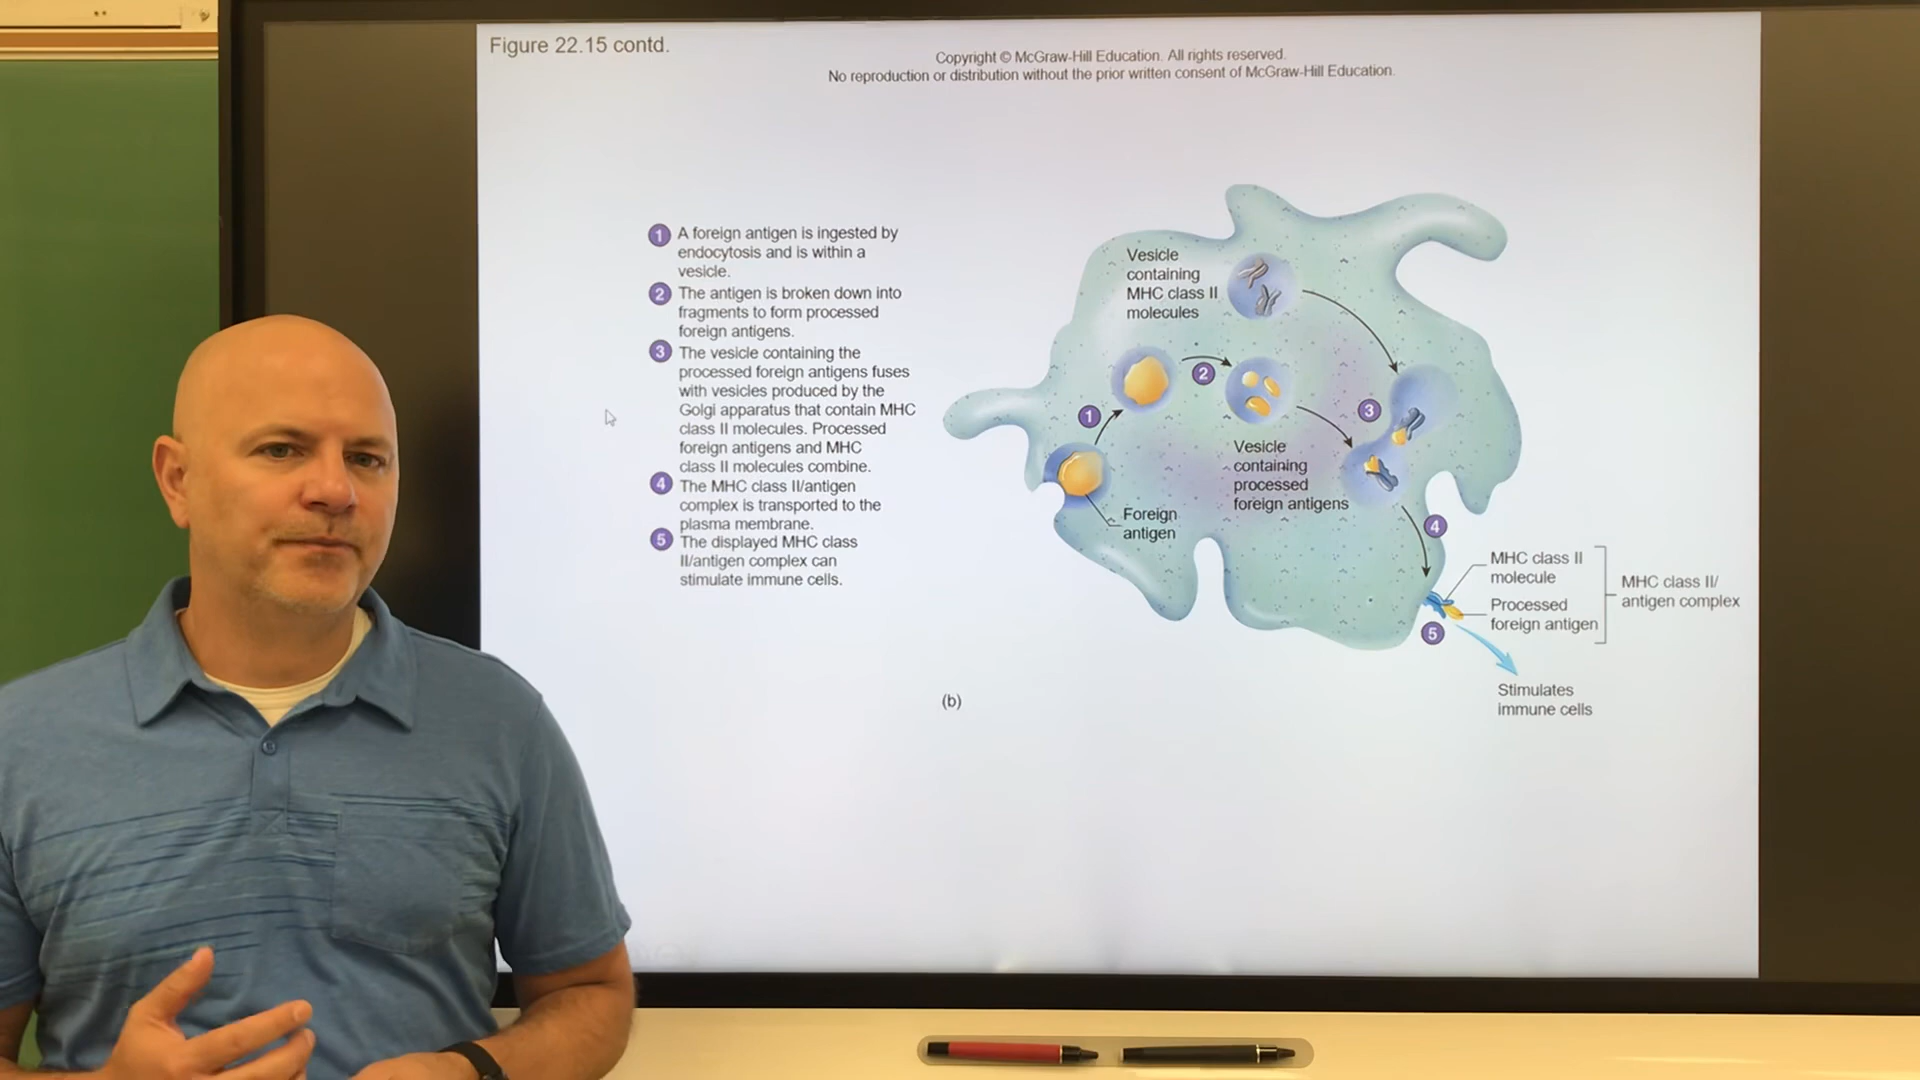 Figure 22.15 contd.
Copyright © McGraw-Hill Education. All rights reserved.
No reproduction or distribution without the prior written consent of McGraw-Hill Education.
1 A foreign antigen is ingested by
endocytosis and is within a
vesicle.
2 The antigen is broken down into
fragments to form processed
foreign antigens.
3 The vesicle containing the
processed foreign antigens fuses
with vesicles produced by the
Golgi apparatus that contain MHC
class II molecules. Processed
foreign antigens and MHC
class II molecules combine.
4 The MHC class II/antigen
complex is transported to the
plasma membrane.
5 The displayed MHC class
II/antigen complex can
stimulate immune cells.
Vesicle
containing
MHC class II
molecules
2
1
3
Vesicle
containing
processed
foreign antigens
Foreign
antigen
4
MHC class II
molecule
Processed
foreign antigen
MHC class II/
antigen complex
5
Stimulates
immune cells
(b)